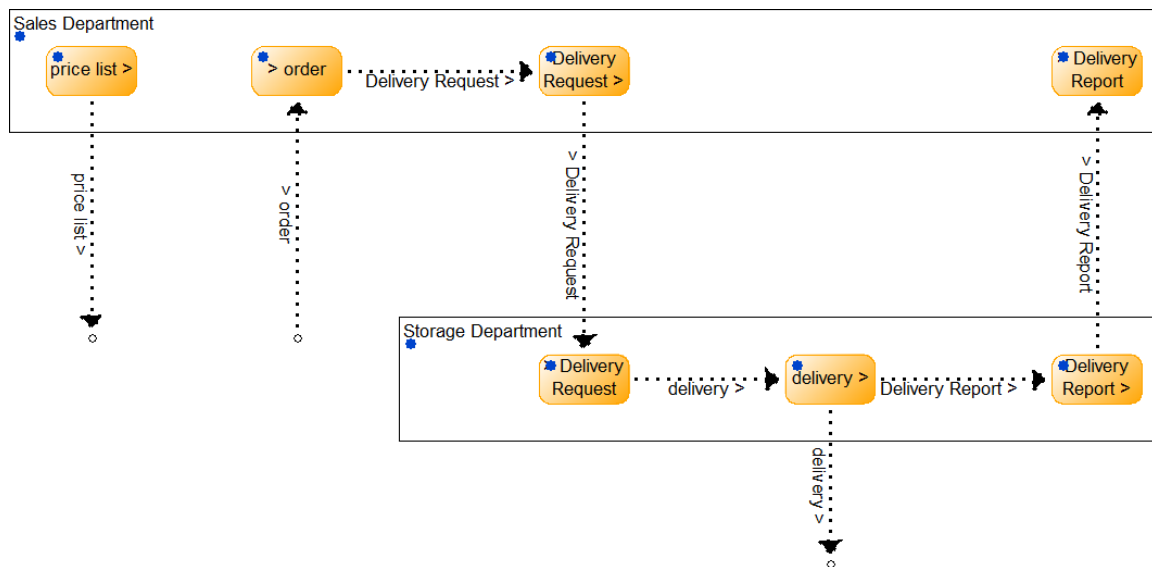 Sales Department
price list >
> order
Delivery Request >
Delivery
Request >
Delivery
Report
price list >
> order
> Delivery Request
> Delivery Report
Storage Department
Delivery
Request
delivery >
delivery >
Delivery Report >
Delivery
Report >
delivery >